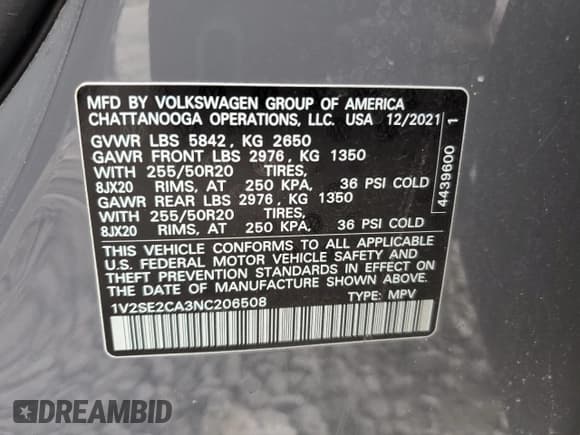 MFD BY VOLKSWAGEN GROUP OF AMERICA
CHATTANOOGA OPERATIONS, LLC. USA 12/2021
GVWR LBS 5842, KG 2650
GAWR FRONT LBS 2976, KG 1350
WITH 255/50R20 TIRES,
8JX20 RIMS, AT 250 KPA, 36 PSI COLD
GAWR REAR LBS 2976, KG 1350
WITH 255/50R20 TIRES,
8JX20 RIMS, AT 250 KPA, 36 PSI COLD
THIS VEHICLE CONFORMS TO ALL APPLICABLE
U.S. FEDERAL MOTOR VEHICLE SAFETY AND
THEFT PREVENTION STANDARDS IN EFFECT ON
THE DATE OF MANUFACTURE SHOWN ABOVE.
1V2SE2CA3NC206508 TYPE: MPV
4439600 1
DREAMBID